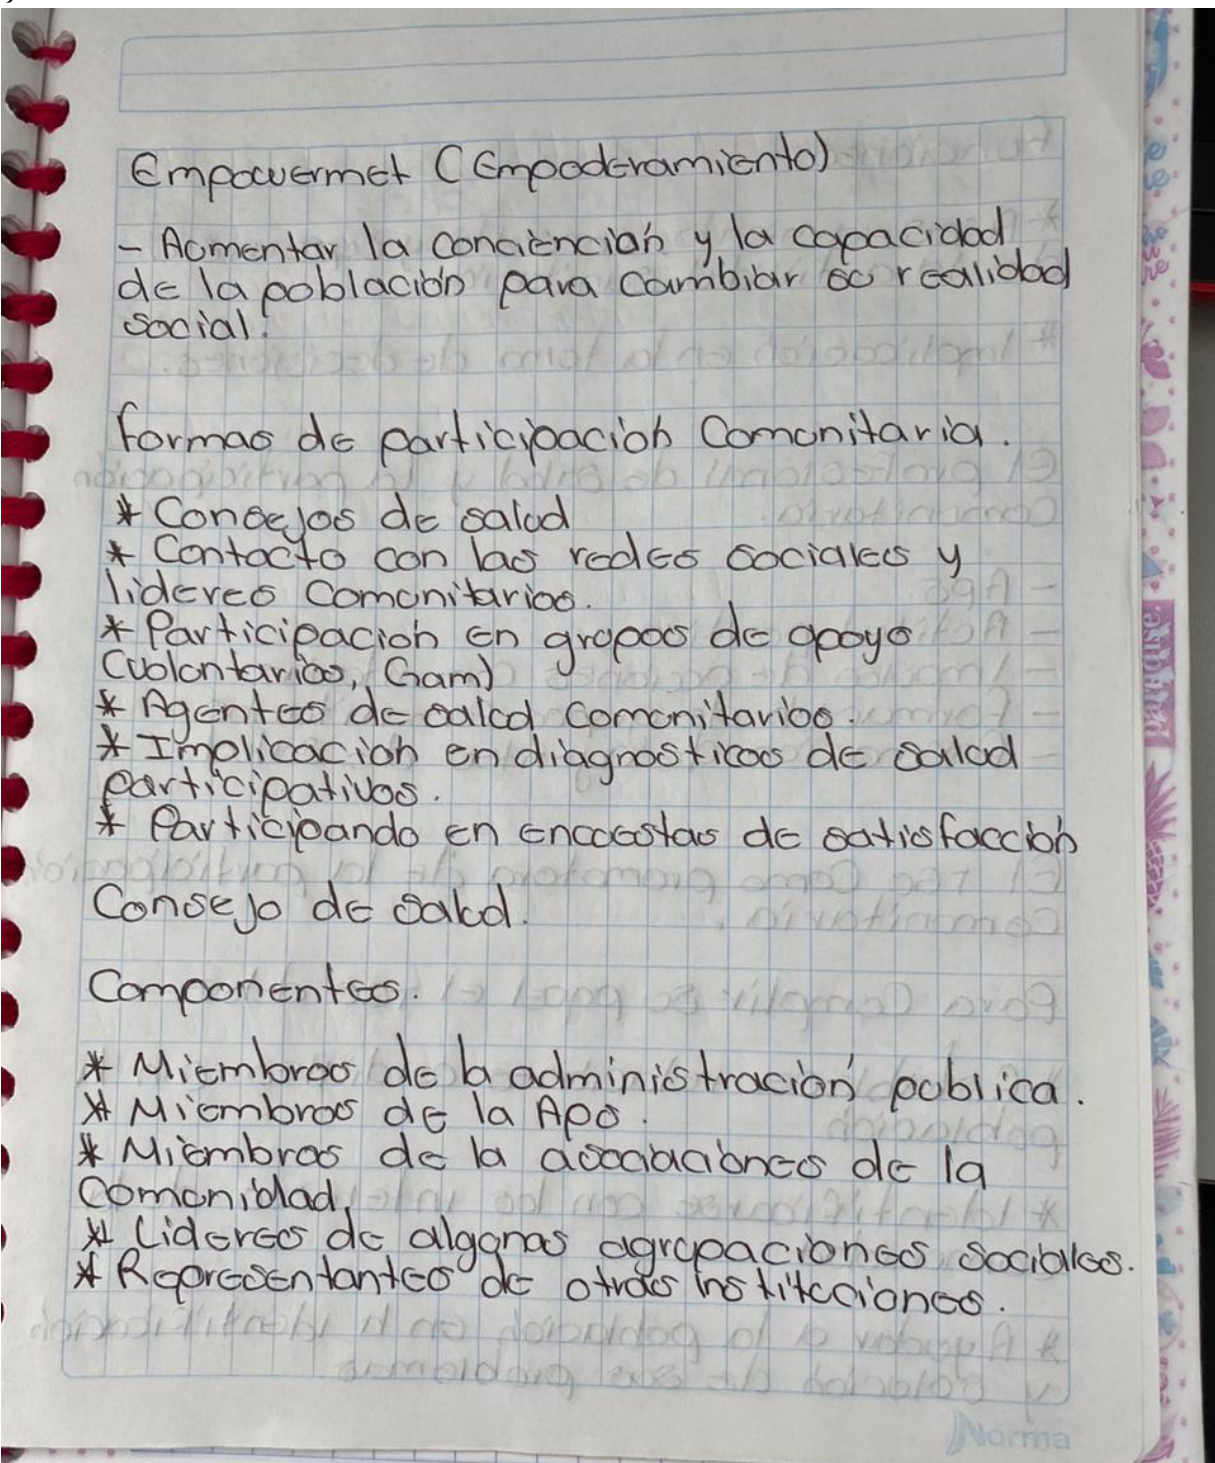 Empowermet (Empoderamiento)
- Aumentar la conciención y la capacidad
de la población para cambiar su realidad
social.
formas de participación Comunitaria.
* Consejos de salud
* Contacto con las redes sociales y
lideres Comunitarios.
* Participación en grupos de apoyo
(volontarios, Gam)
* Agentes de salud comunitarios.
* Implicación en diagnosticos de salud
participativos.
* Participando en encuestas de satisfacción
Consejo de salud.
Componentes.
* Miembros de la administración publica.
* Miembros de la Aps.
* Miembros de la asociaciones de la
Comunidad,
* Lideres de algunas agrupaciones sociales.
* Representantes de otras instituciones.
Norma